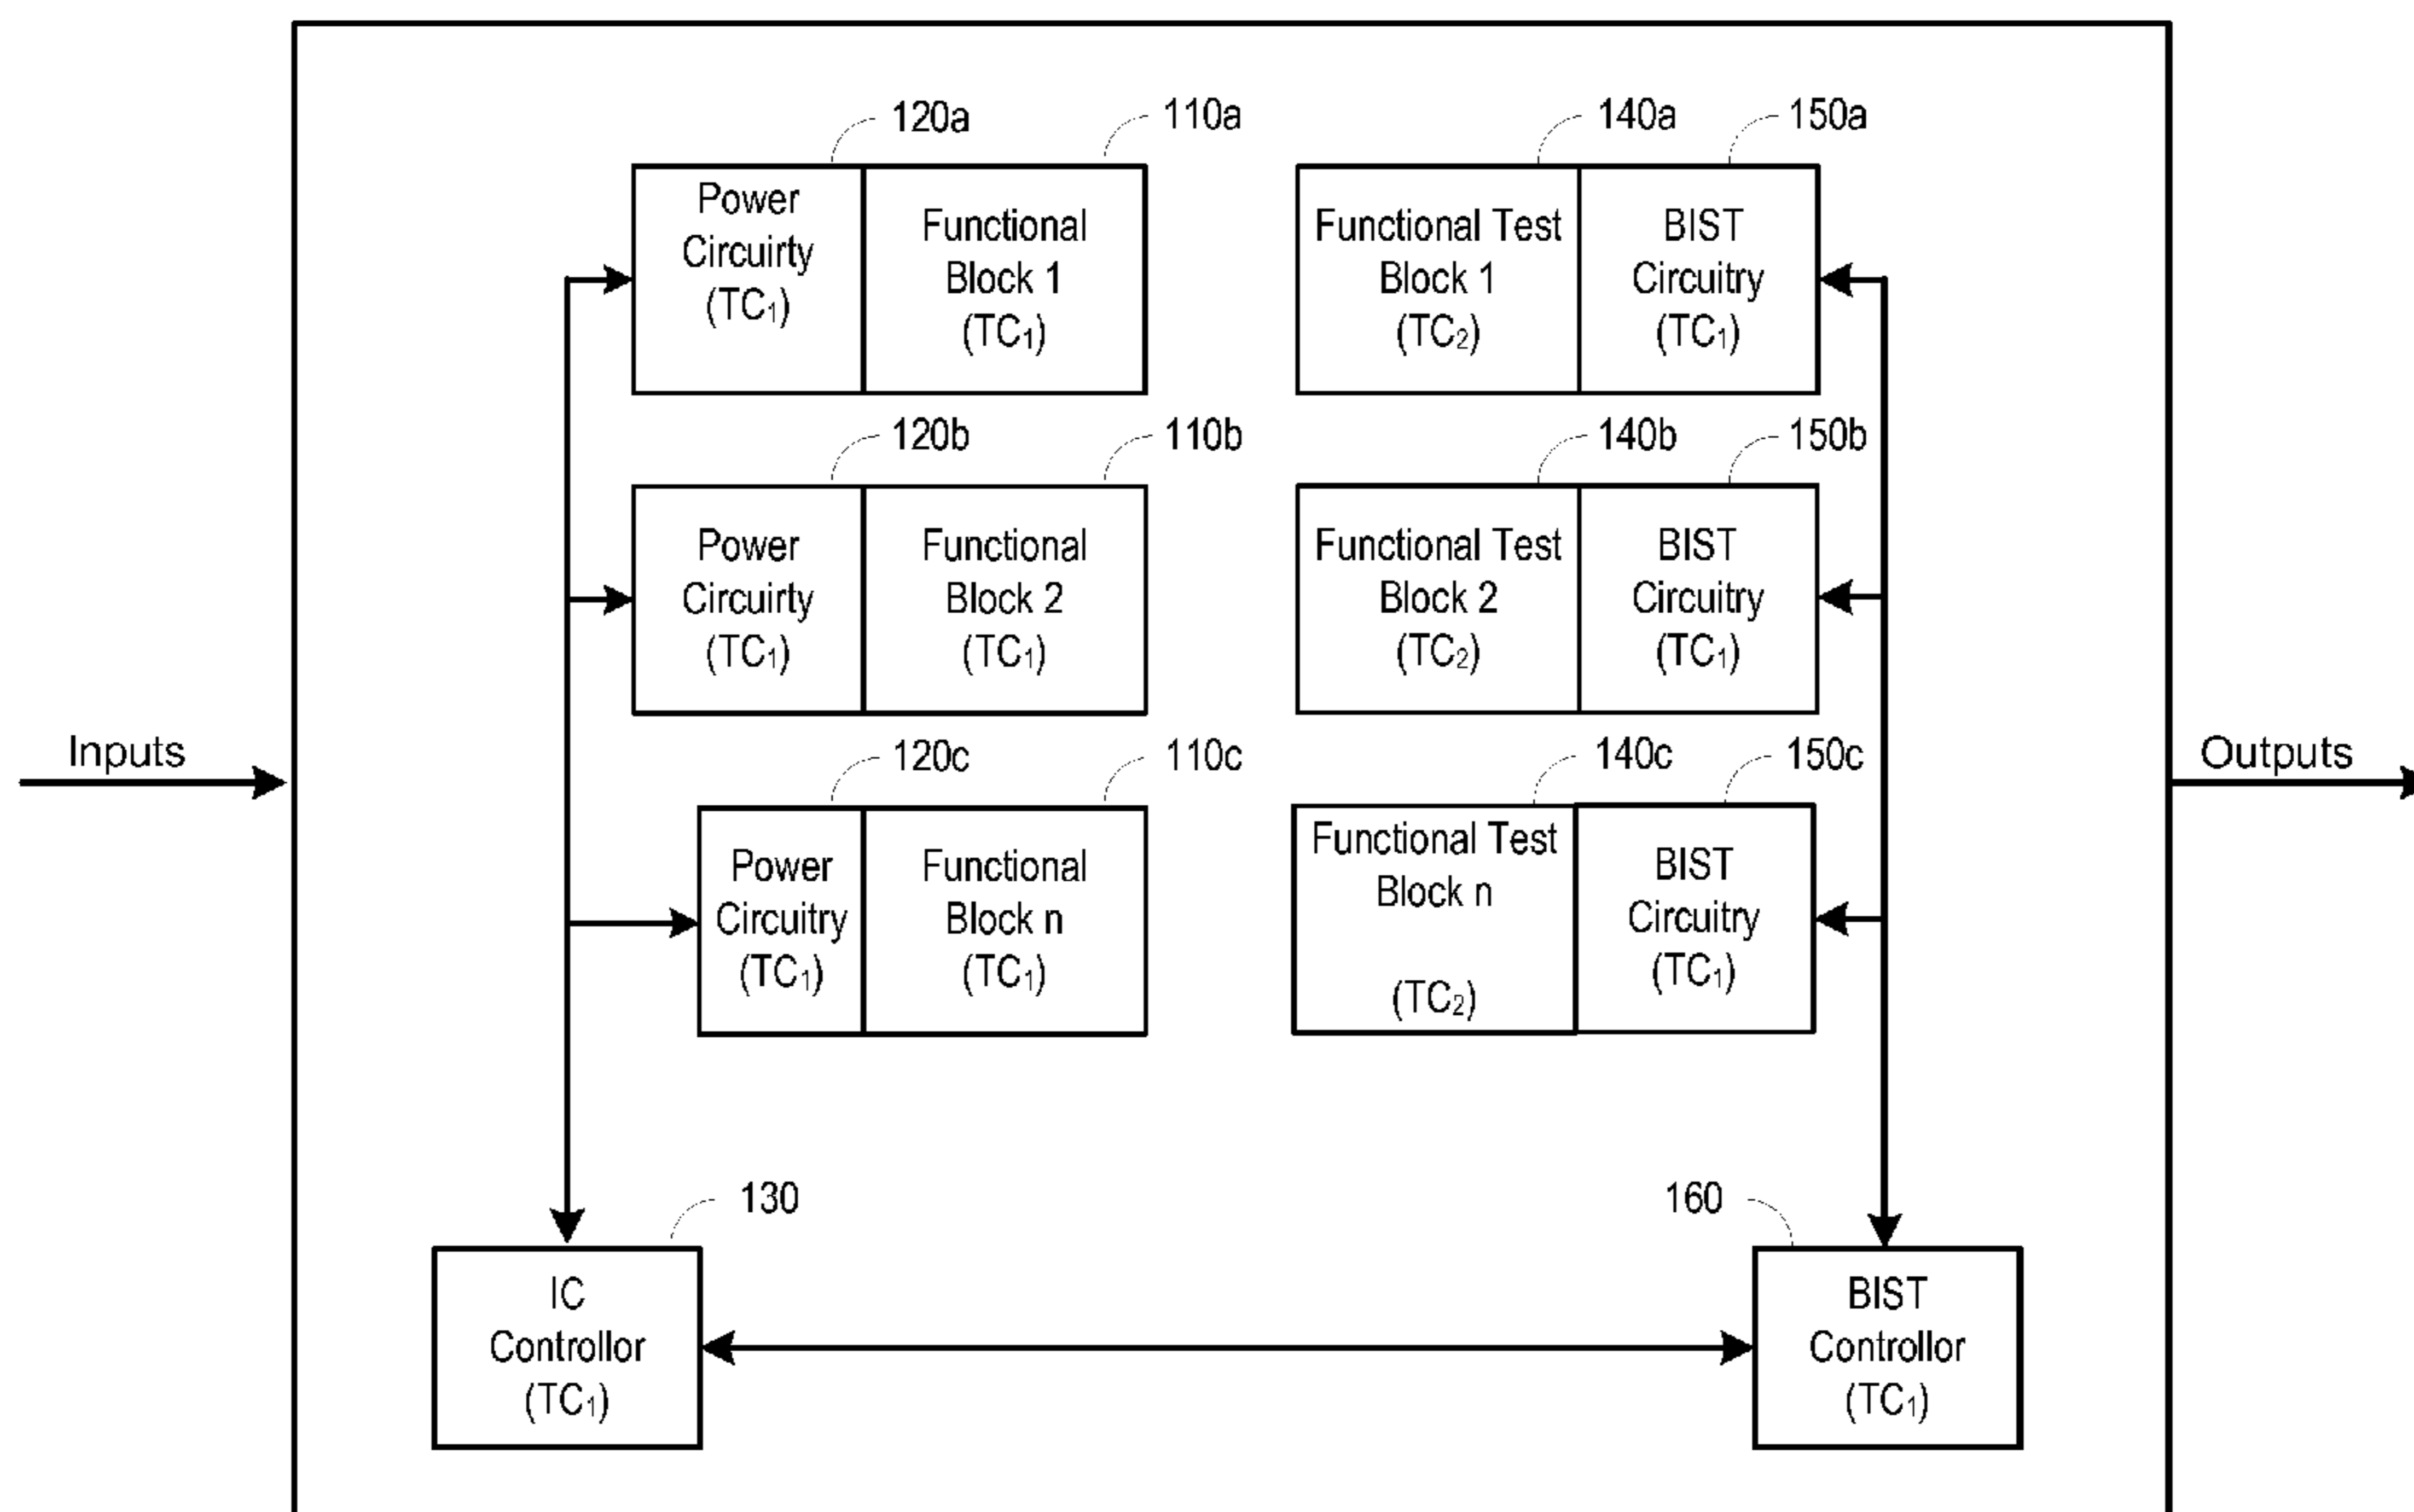 120a
110a
140a
150a
Power
Circuirty
(TC₁)
Functional
Block 1
(TC₁)
Functional Test
Block 1
(TC₂)
BIST
Circuitry
(TC₁)
120b
110b
140b
150b
Power
Circuirty
(TC₁)
Functional
Block 2
(TC₁)
Functional Test
Block 2
(TC₂)
BIST
Circuitry
(TC₁)
Inputs
Outputs
120c
110c
140c
150c
Power
Circuitry
(TC₁)
Functional
Block n
(TC₁)
Functional Test
Block n
(TC₂)
BIST
Circuitry
(TC₁)
130
160
IC
Controllor
(TC₁)
BIST
Controllor
(TC₁)